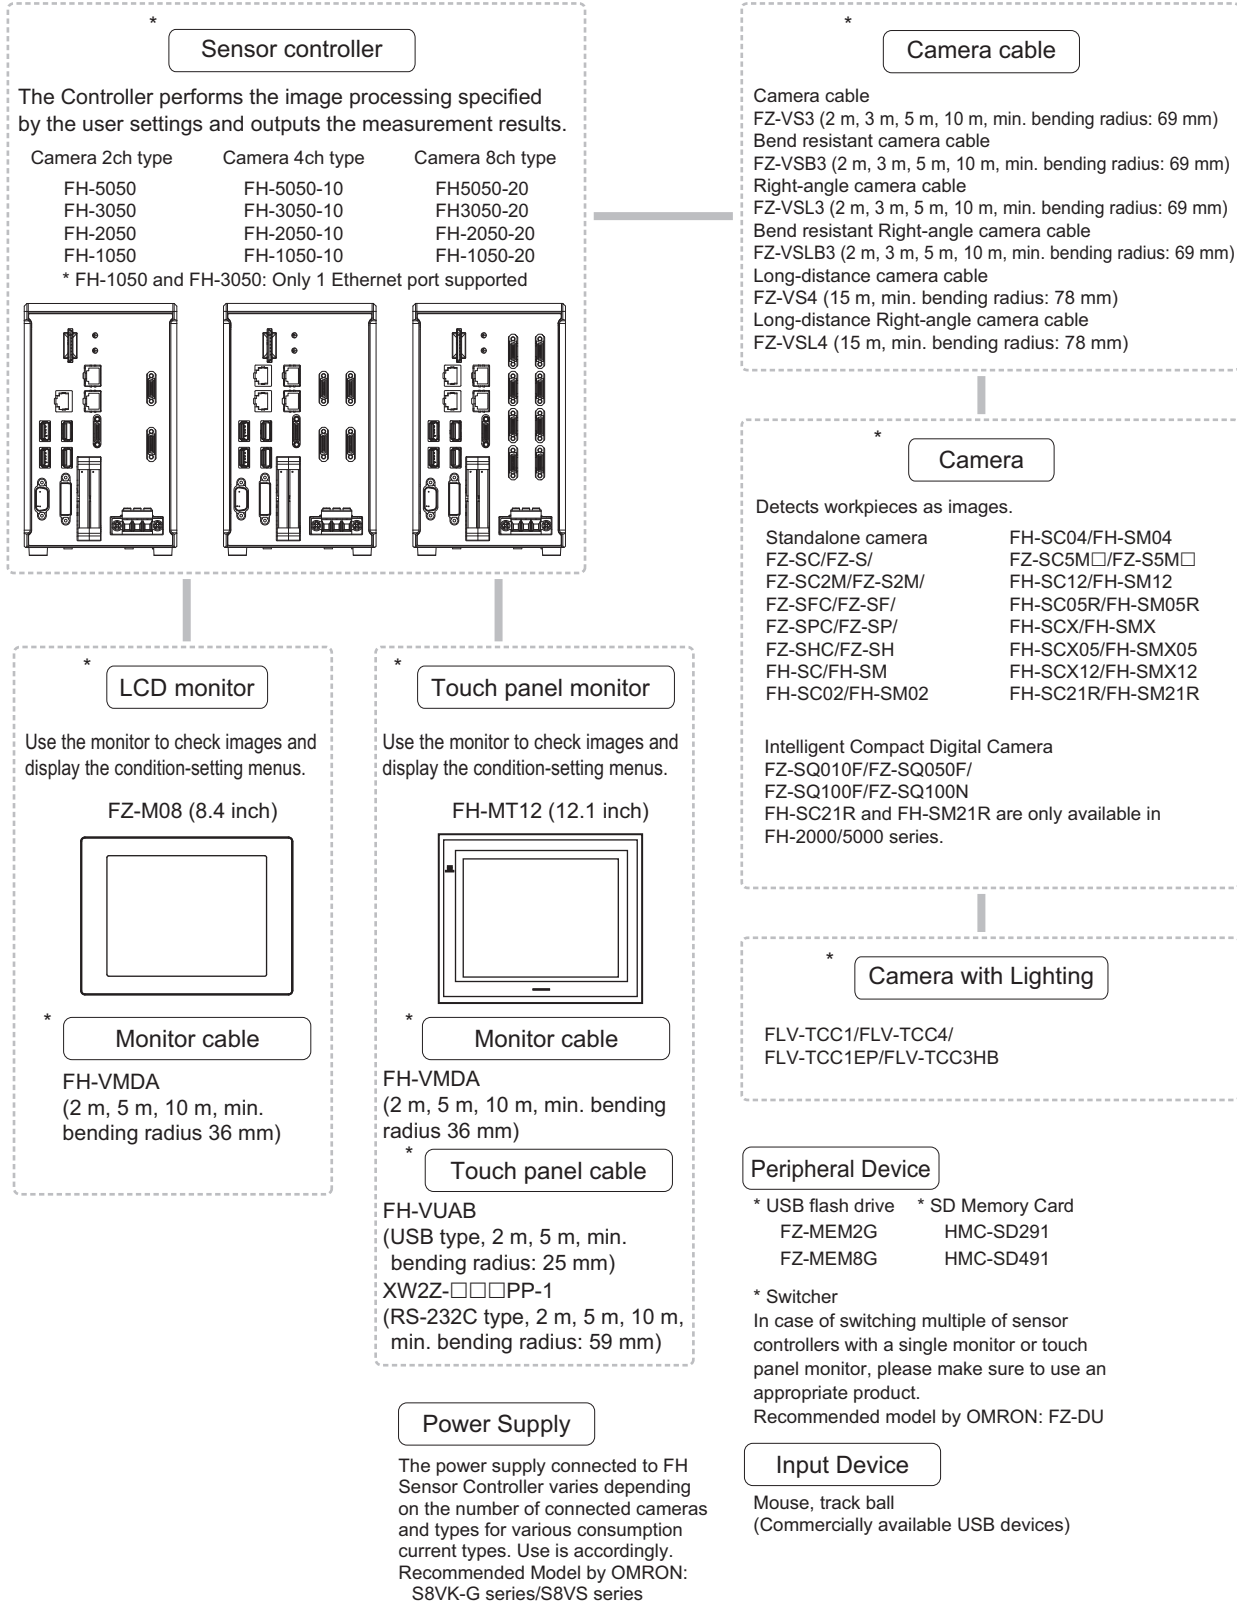 *
Sensor controller
The Controller performs the image processing specified
by the user settings and outputs the measurement results.
Camera 2ch type Camera 4ch type Camera 8ch type
FH-5050 FH-5050-10 FH5050-20
FH-3050 FH-3050-10 FH3050-20
FH-2050 FH-2050-10 FH-2050-20
FH-1050 FH-1050-10 FH-1050-20
* FH-1050 and FH-3050: Only 1 Ethernet port supported
*
Camera cable
Camera cable
FZ-VS3 (2 m, 3 m, 5 m, 10 m, min. bending radius: 69 mm)
Bend resistant camera cable
FZ-VSB3 (2 m, 3 m, 5 m, 10 m, min. bending radius: 69 mm)
Right-angle camera cable
FZ-VSL3 (2 m, 3 m, 5 m, 10 m, min. bending radius: 69 mm)
Bend resistant Right-angle camera cable
FZ-VSLB3 (2 m, 3 m, 5 m, 10 m, min. bending radius: 69 mm)
Long-distance camera cable
FZ-VS4 (15 m, min. bending radius: 78 mm)
Long-distance Right-angle camera cable
FZ-VSL4 (15 m, min. bending radius: 78 mm)
*
Camera
Detects workpieces as images.
Standalone camera FH-SC04/FH-SM04
FZ-SC/FZ-S/ FZ-SC5M□/FZ-S5M□
FZ-SC2M/FZ-S2M/ FH-SC12/FH-SM12
FZ-SFC/FZ-SF/ FH-SC05R/FH-SM05R
FZ-SPC/FZ-SP/ FH-SCX/FH-SMX
FZ-SHC/FZ-SH FH-SCX05/FH-SMX05
FH-SC/FH-SM FH-SCX12/FH-SMX12
FH-SC02/FH-SM02 FH-SC21R/FH-SM21R
Intelligent Compact Digital Camera
FZ-SQ010F/FZ-SQ050F/
FZ-SQ100F/FZ-SQ100N
FH-SC21R and FH-SM21R are only available in
FH-2000/5000 series.
*
Camera with Lighting
FLV-TCC1/FLV-TCC4/
FLV-TCC1EP/FLV-TCC3HB
*
LCD monitor
Use the monitor to check images and
display the condition-setting menus.
FZ-M08 (8.4 inch)
*
Monitor cable
FH-VMDA
(2 m, 5 m, 10 m, min.
bending radius 36 mm)
*
Touch panel monitor
Use the monitor to check images and
display the condition-setting menus.
FH-MT12 (12.1 inch)
*
Monitor cable
FH-VMDA
(2 m, 5 m, 10 m, min. bending
radius 36 mm)
*
Touch panel cable
FH-VUAB
(USB type, 2 m, 5 m, min.
bending radius: 25 mm)
XW2Z-□□□PP-1
(RS-232C type, 2 m, 5 m, 10 m,
min. bending radius: 59 mm)
Power Supply
The power supply connected to FH
Sensor Controller varies depending
on the number of connected cameras
and types for various consumption
current types. Use is accordingly.
Recommended Model by OMRON:
S8VK-G series/S8VS series
Peripheral Device
* USB flash drive * SD Memory Card
FZ-MEM2G HMC-SD291
FZ-MEM8G HMC-SD491
* Switcher
In case of switching multiple of sensor
controllers with a single monitor or touch
panel monitor, please make sure to use an
appropriate product.
Recommended model by OMRON: FZ-DU
Input Device
Mouse, track ball
(Commercially available USB devices)